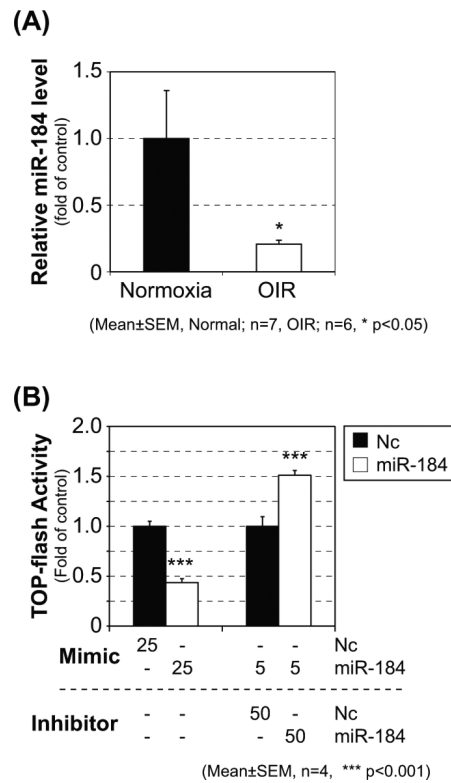 (A)
Relative miR-184 level
(fold of control)
1.5
1.0
0.5
0
*
Normoxia OIR
(Mean±SEM, Normal; n=7, OIR; n=6, * p<0.05)
(B)
TOP-flash Activity
(Fold of control)
2.0
1.5
1.0
0.5
0
***
***
Nc
miR-184
Mimic
25 - - - Nc
- 25 5 5 miR-184
Inhibitor
- - 50 - Nc
- - - 50 miR-184
(Mean±SEM, n=4, *** p<0.001)